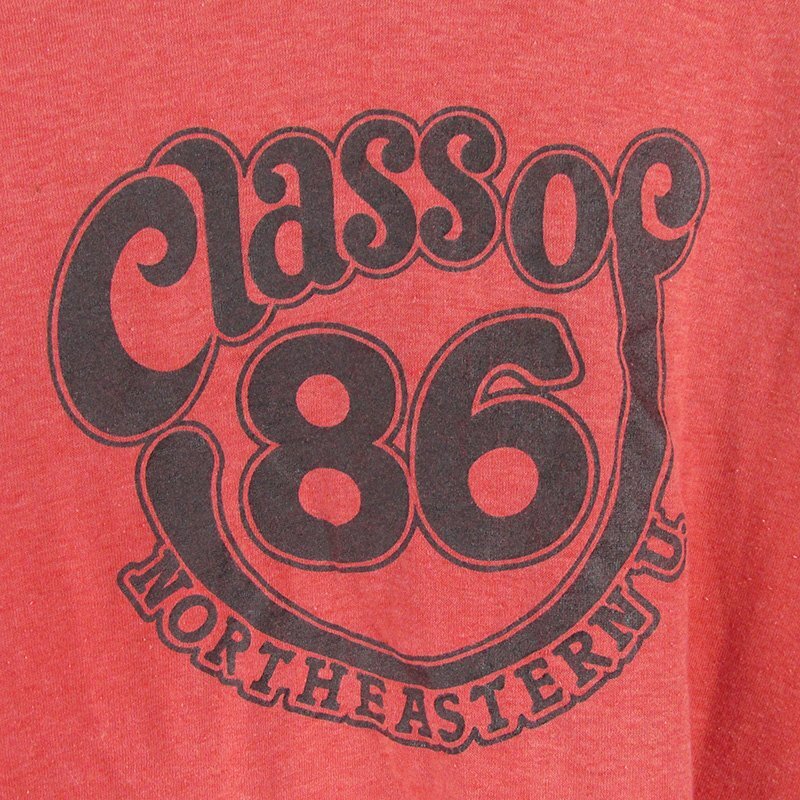 Class of
86
NORTHEASTERN U.